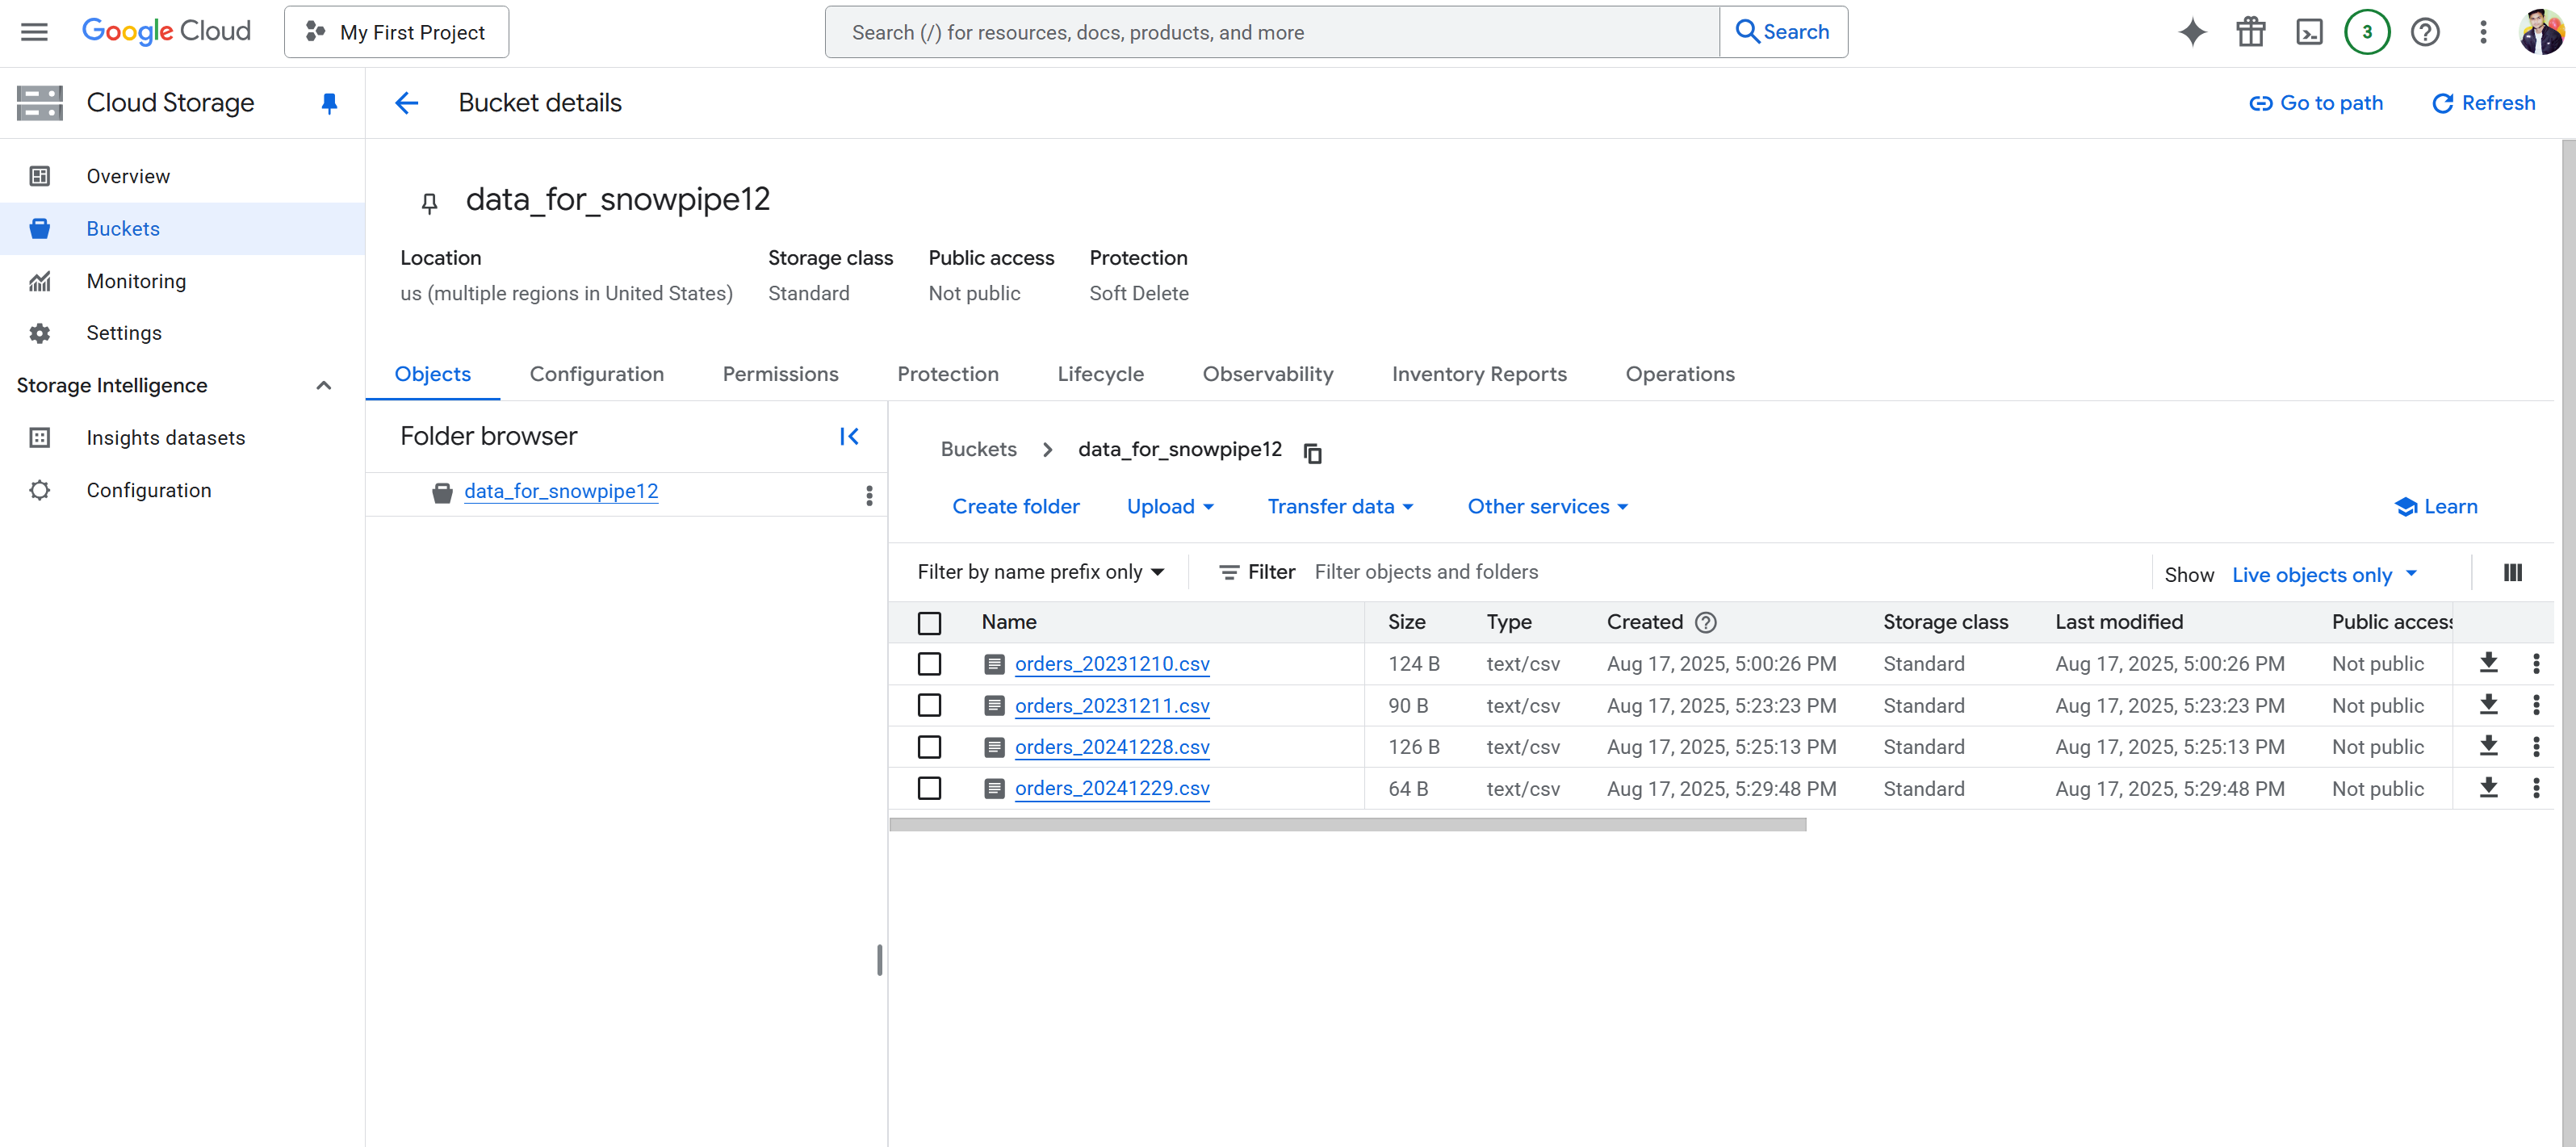 Google Cloud
My First Project
Search (/) for resources, docs, products, and more
Search
3
Cloud Storage
Bucket details
Go to path
Refresh
Overview
Buckets
Monitoring
Settings
Storage Intelligence
Insights datasets
Configuration
data_for_snowpipe12
Location Storage class Public access Protection
us (multiple regions in United States) Standard Not public Soft Delete
Objects Configuration Permissions Protection Lifecycle Observability Inventory Reports Operations
Folder browser
data_for_snowpipe12
Buckets > data_for_snowpipe12
Create folder Upload Transfer data Other services Learn
Filter by name prefix only Filter Filter objects and folders Show Live objects only
Name Size Type Created Storage class Last modified Public access
orders_20231210.csv 124 B text/csv Aug 17, 2025, 5:00:26 PM Standard Aug 17, 2025, 5:00:26 PM Not public
orders_20231211.csv 90 B text/csv Aug 17, 2025, 5:23:23 PM Standard Aug 17, 2025, 5:23:23 PM Not public
orders_20241228.csv 126 B text/csv Aug 17, 2025, 5:25:13 PM Standard Aug 17, 2025, 5:25:13 PM Not public
orders_20241229.csv 64 B text/csv Aug 17, 2025, 5:29:48 PM Standard Aug 17, 2025, 5:29:48 PM Not public